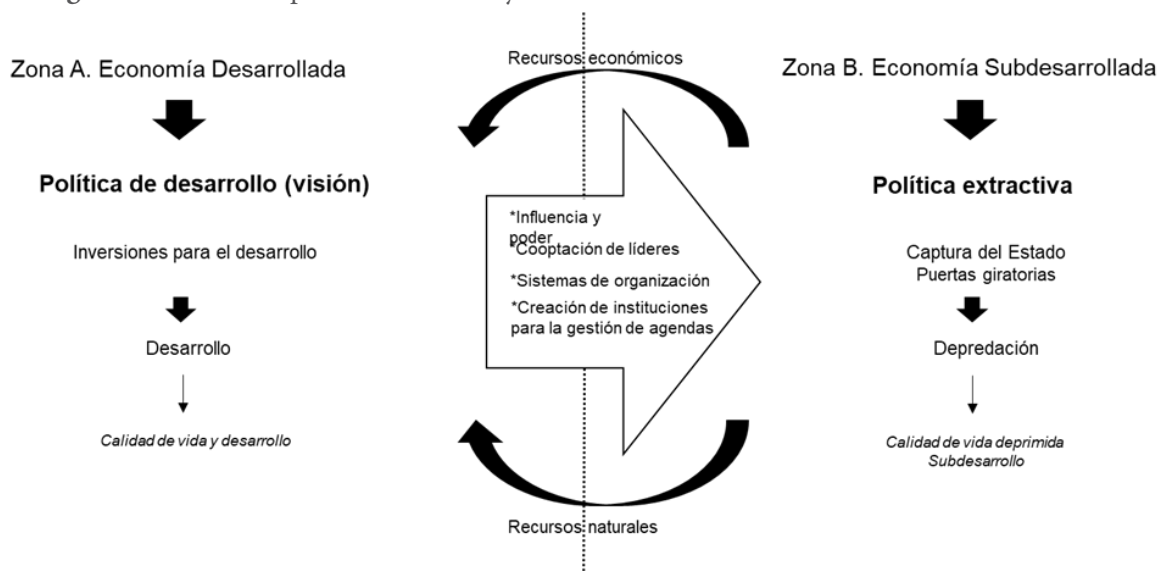 Recursos económicos
Zona A. Economía Desarrollada
Zona B. Economía Subdesarrollada
Política de desarrollo (visión)
Política extractiva
*Influencia y
poder
*Cooptación de líderes
*Sistemas de organización
*Creación de instituciones
para la gestión de agendas
Inversiones para el desarrollo
Captura del Estado
Puertas giratorias
Desarrollo
Depredación
Calidad de vida y desarrollo
Calidad de vida deprimida
Subdesarrollo
Recursos naturales